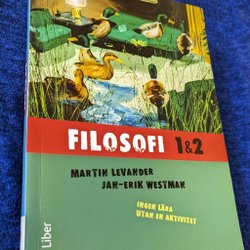 FILOSOFI 1&2
MARTIN LEVANDER
JAN-ERIK WESTMAN
INGEN LÄRA
UTAN EN AKTIVITET
Liber